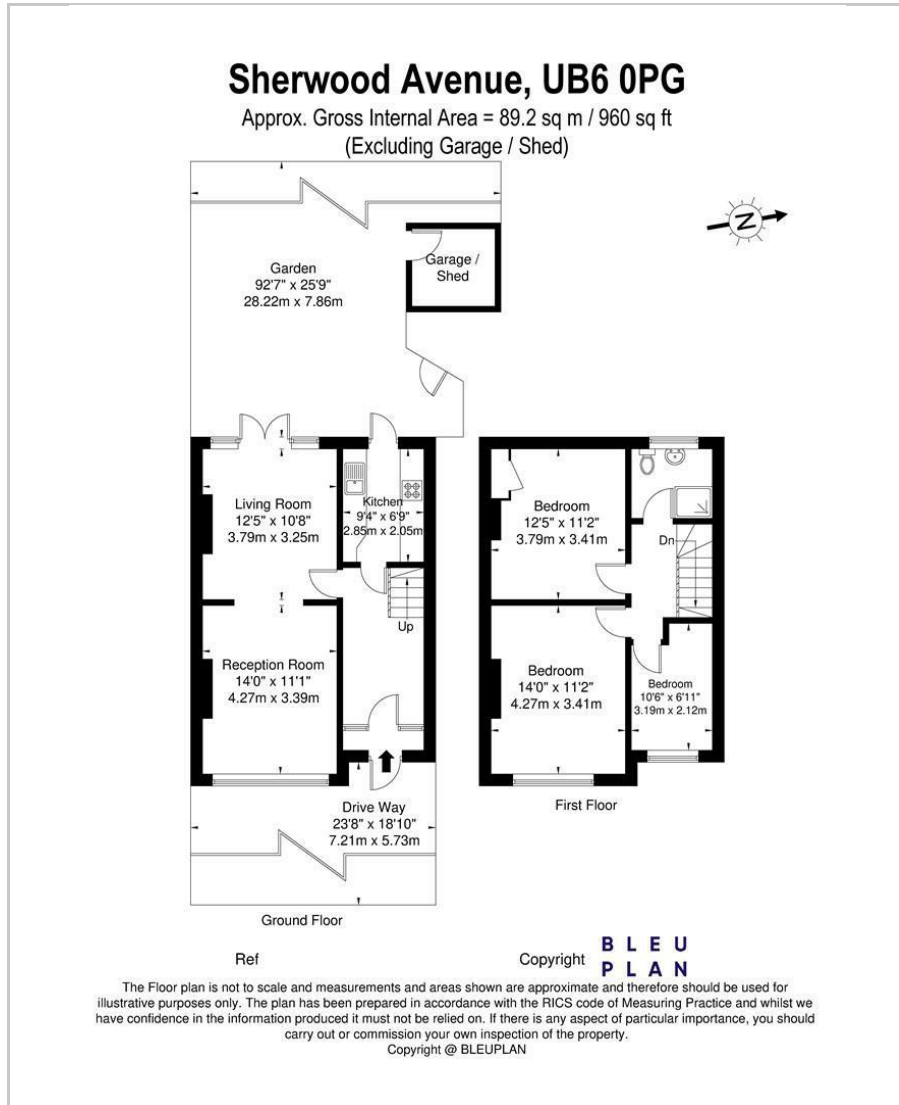 Sherwood Avenue, UB6 0PG
Approx. Gross Internal Area = 89.2 sq m / 960 sq ft
(Excluding Garage / Shed)
N
Garage /
Shed
Garden
92'7" x 25'9"
28.22m x 7.86m
Living Room
12'5" x 10'8"
3.79m x 3.25m
Kitchen
9'4" x 6'9"
2.85m x 2.05m
Up
Reception Room
14'0" x 11'1"
4.27m x 3.39m
Drive Way
23'8" x 18'10"
7.21m x 5.73m
Ground Floor
Bedroom
12'5" x 11'2"
3.79m x 3.41m
Dn
Bedroom
14'0" x 11'2"
4.27m x 3.41m
Bedroom
10'6" x 6'11"
3.19m x 2.12m
First Floor
Ref
Copyright
BLEU
PLAN
The Floor plan is not to scale and measurements and areas shown are approximate and therefore should be used for
illustrative purposes only. The plan has been prepared in accordance with the RICS code of Measuring Practice and whilst we
have confidence in the information produced it must not be relied on. If there is any aspect of particular importance, you should
carry out or commission your own inspection of the property.
Copyright @ BLEUPLAN